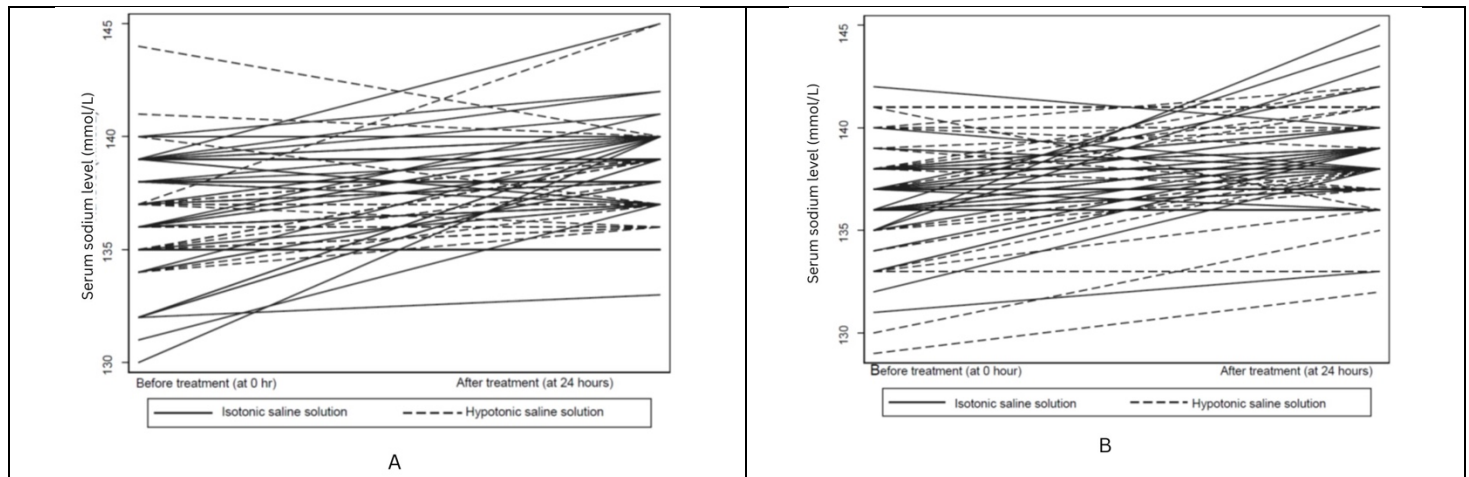 Serum sodium level (mmol/L)
145
140
135
130
Before treatment (at 0 hr) After treatment (at 24 hours)
Isotonic saline solution Hypotonic saline solution
A
Serum sodium level (mmol/L)
145
140
135
130
Before treatment (at 0 hour) After treatment (at 24 hours)
Isotonic saline solution Hypotonic saline solution
B